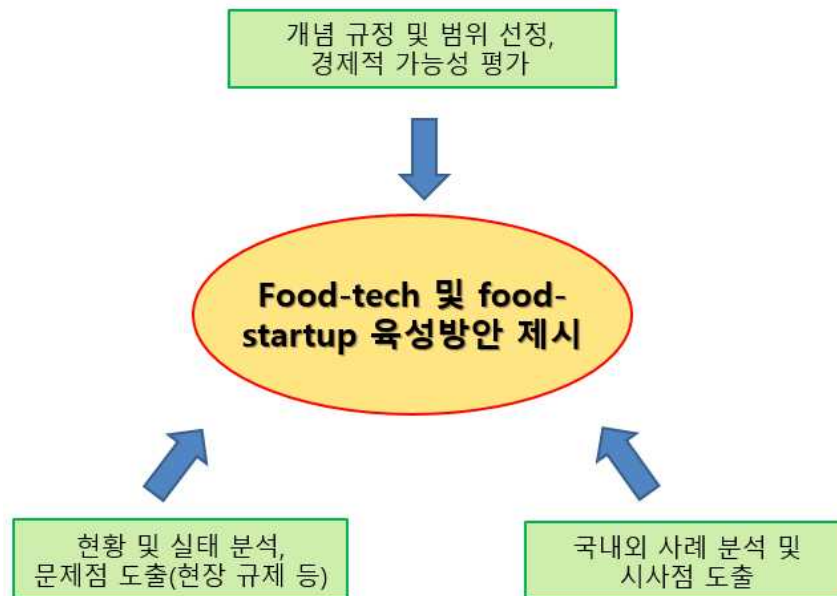 개념 규정 및 범위 선정,
경제적 가능성 평가
Food-tech 및 food-
startup 육성방안 제시
현황 및 실태 분석,
문제점 도출(현장 규제 등)
국내외 사례 분석 및
시사점 도출